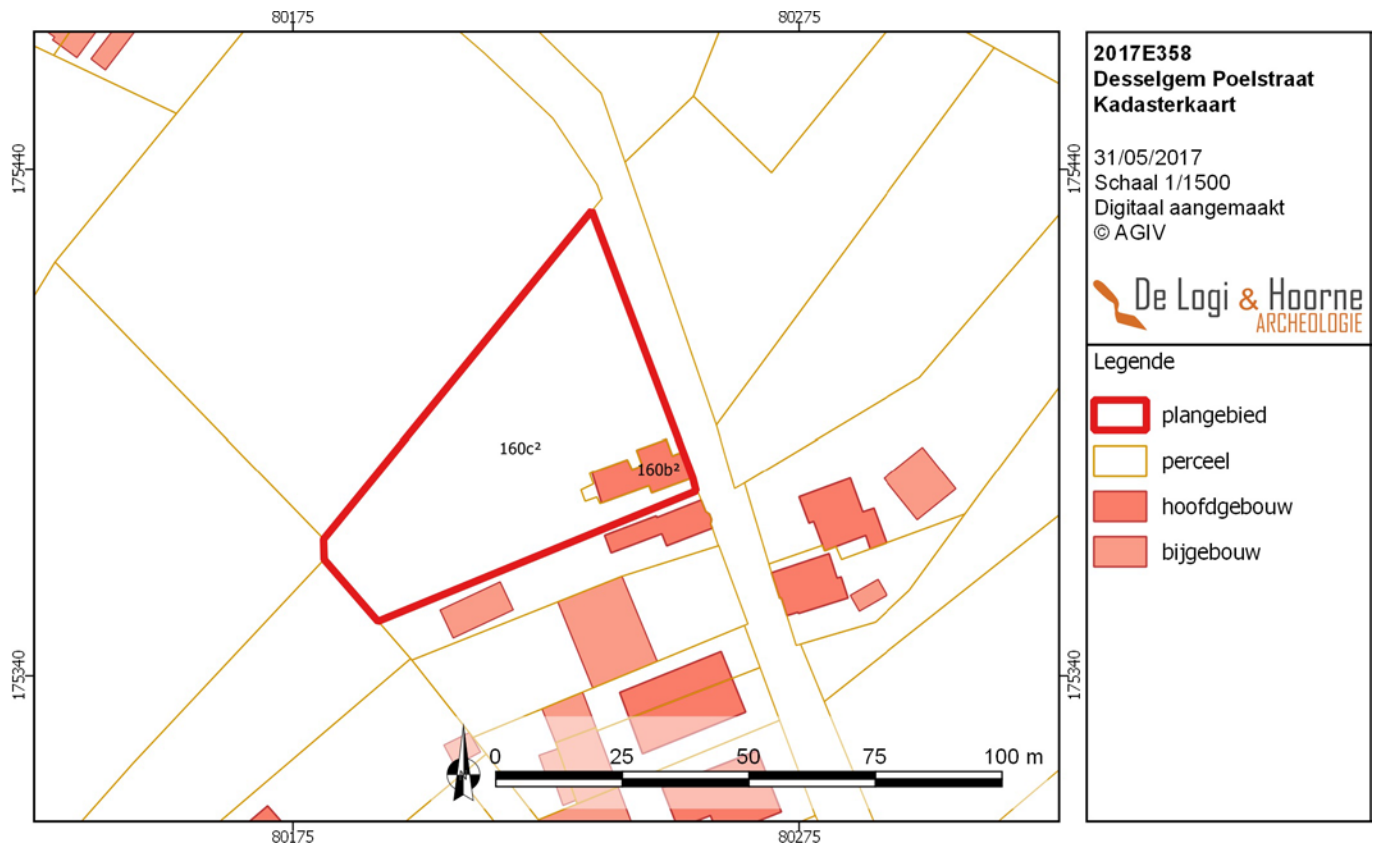 80175 80275
2017E358
Desselgem Poelstraat
Kadasterkaart
31/05/2017
Schaal 1/1500
Digitaal aangemaakt
© AGIV
De Logi & Hoorne
ARCHEOLOGIE
Legende
plangebied
perceel
hoofdgebouw
bijgebouw
175440 175440
160c²
160b²
175340 175340
0 25 50 75 100 m
80175 80275